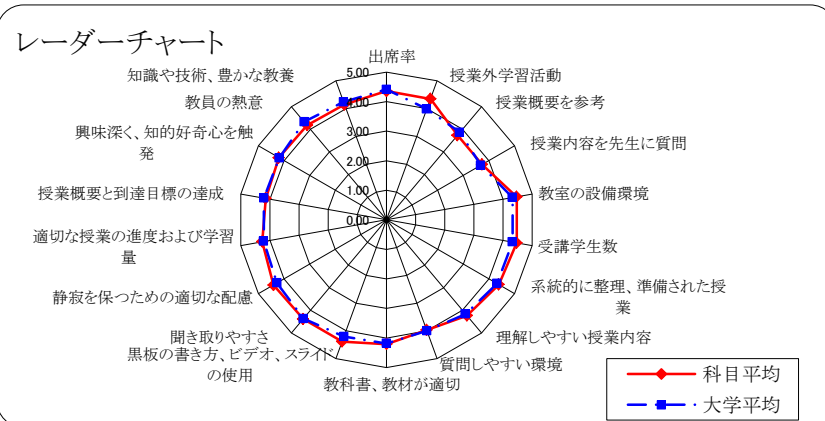 レーダーチャート
出席率
授業外学習活動
授業概要を参考
授業内容を先生に質問
教室の設備環境
受講学生数
系統的に整理、準備された授
業
理解しやすい授業内容
質問しやすい環境
教科書、教材が適切
黒板の書き方、ビデオ、スライド
の使用
聞き取りやすさ
静寂を保つための適切な配慮
適切な授業の進度および学習
量
授業概要と到達目標の達成
興味深く、知的好奇心を触
発
教員の熱意
知識や技術、豊かな教養
5.00
4.00
3.00
2.00
1.00
0.00
科目平均
大学平均